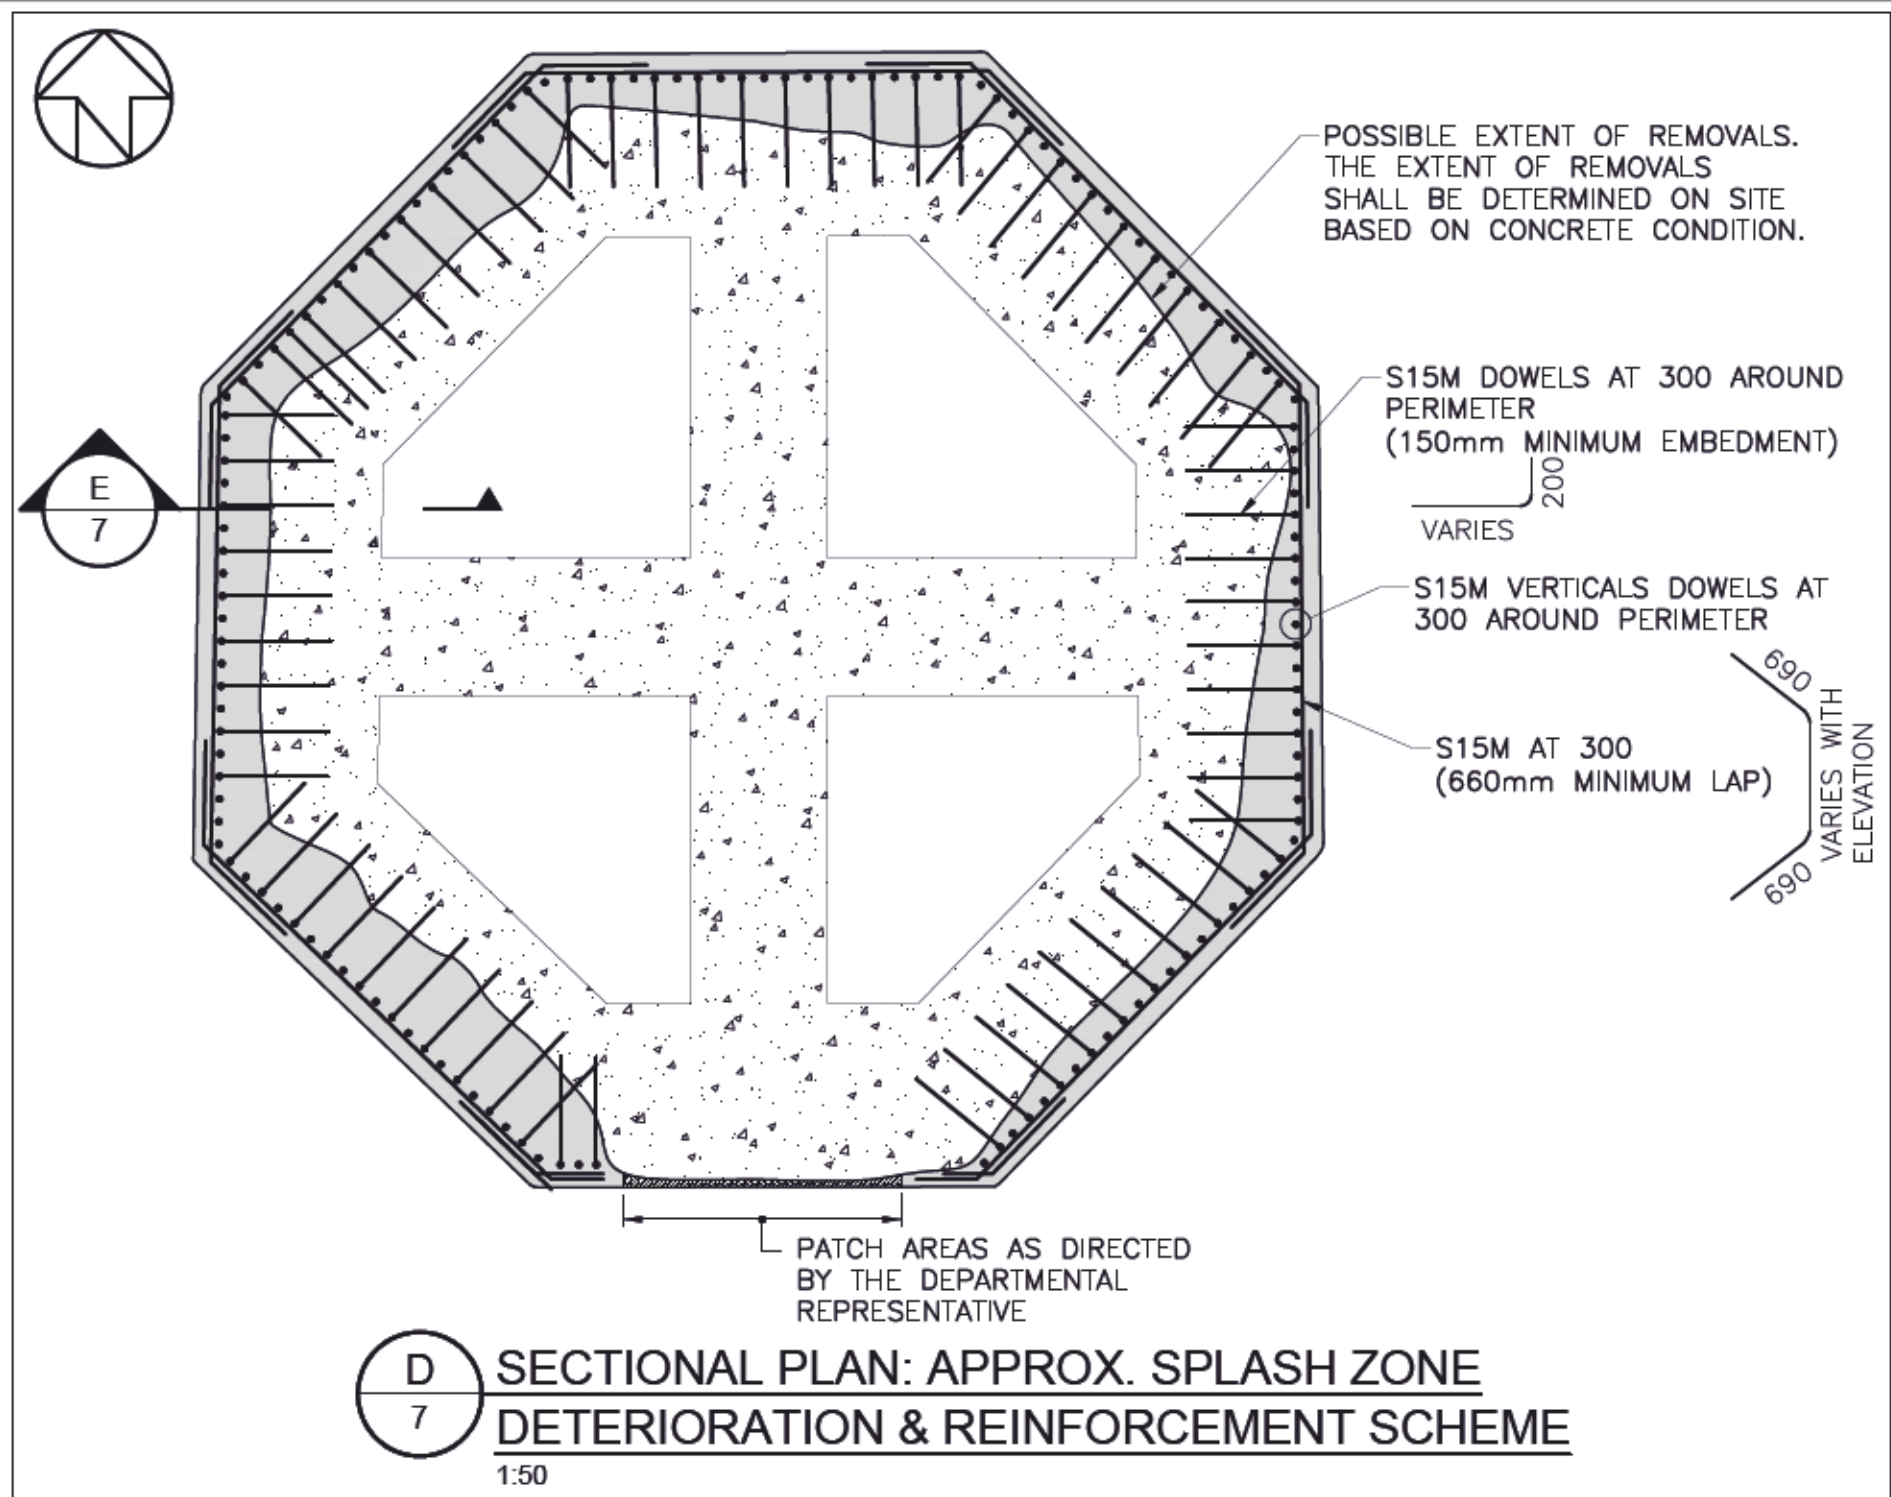 N
POSSIBLE EXTENT OF REMOVALS.
THE EXTENT OF REMOVALS
SHALL BE DETERMINED ON SITE
BASED ON CONCRETE CONDITION.
S15M DOWELS AT 300 AROUND
PERIMETER
(150mm MINIMUM EMBEDMENT)
200
VARIES
E
7
S15M VERTICALS DOWELS AT
300 AROUND PERIMETER
690
VARIES WITH
ELEVATION
690
S15M AT 300
(660mm MINIMUM LAP)
PATCH AREAS AS DIRECTED
BY THE DEPARTMENTAL
REPRESENTATIVE
D
7
SECTIONAL PLAN: APPROX. SPLASH ZONE
DETERIORATION & REINFORCEMENT SCHEME
1:50